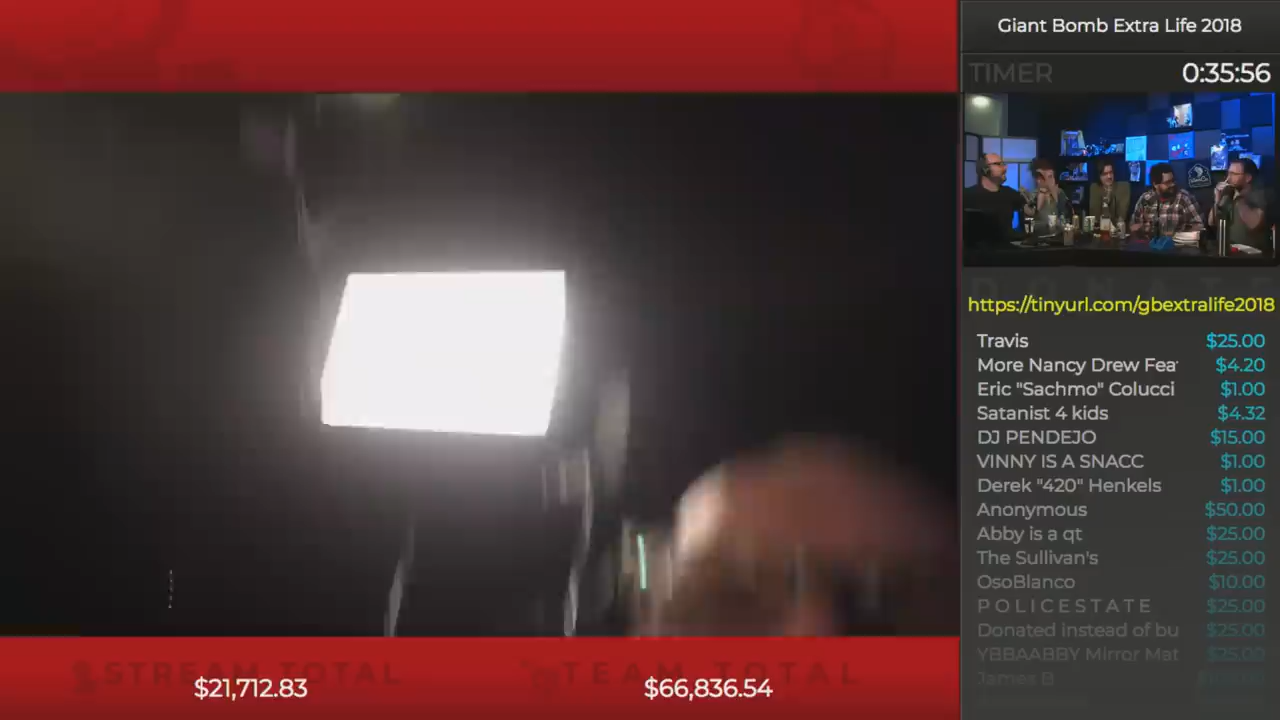 Giant Bomb Extra Life 2018
TIMER
0:35:56
DONATE
https://tinyurl.com/gbextralife2018
Travis $25.00
More Nancy Drew Fea $4.20
Eric "Sachmo" Colucci $1.00
Satanist 4 kids $4.32
DJ PENDEJO $15.00
VINNY IS A SNACC $1.00
Derek "420" Henkels $1.00
Anonymous $50.00
Abby is a qt $25.00
The Sullivan's $25.00
OsoBlanco $10.00
P O L I C E S T A T E $25.00
Donated instead of bu $25.00
YBBAABBY Mirror Mat $25.00
James B
STREAM TOTAL
$21,712.83
TEAM TOTAL
$66,836.54